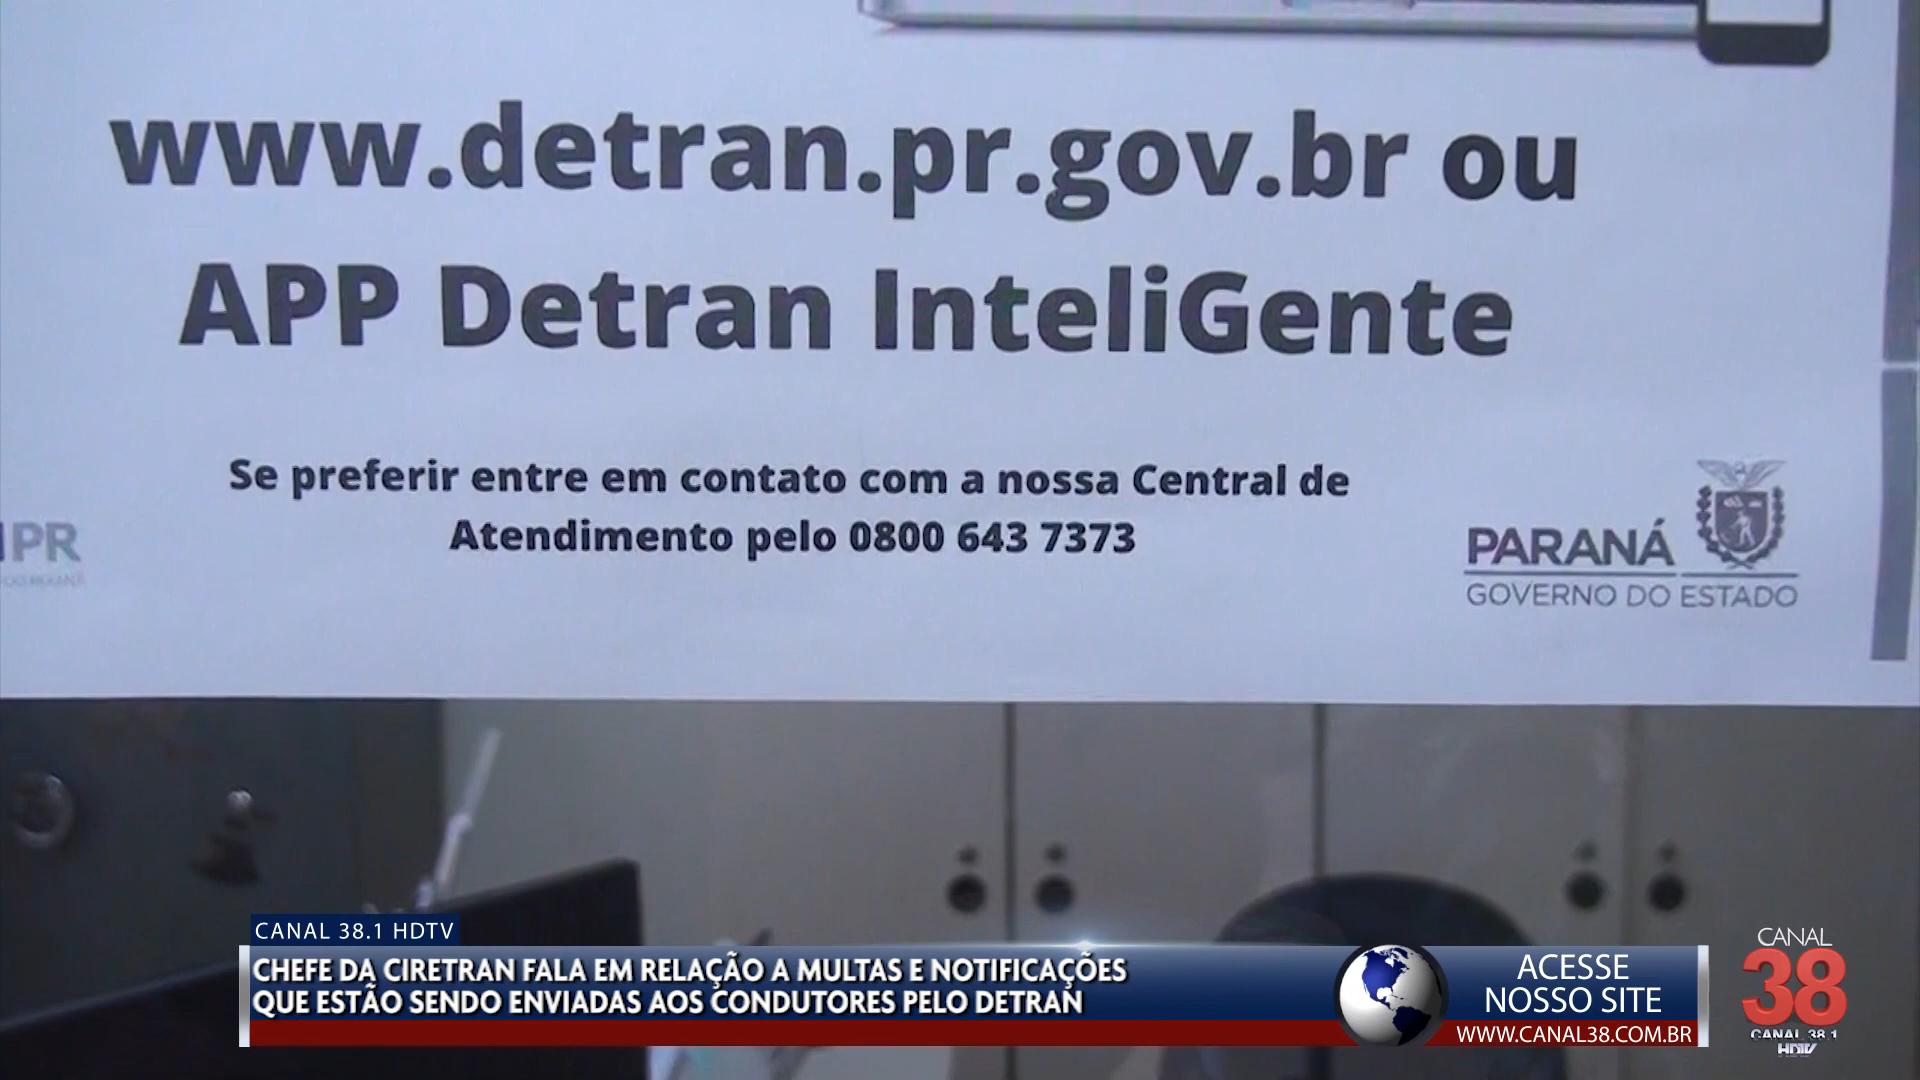 www.detran.pr.gov.br ou
APP Detran InteliGente
Se preferir entre em contato com a nossa Central de
Atendimento pelo 0800 643 7373
PR
PARANÁ
GOVERNO DO ESTADO
CANAL 38.1 HDTV
CHEFE DA CIRETRAN FALA EM RELAÇÃO A MULTAS E NOTIFICAÇÕES
QUE ESTÃO SENDO ENVIADAS AOS CONDUTORES PELO DETRAN
ACESSE
NOSSO SITE
WWW.CANAL38.COM.BR
CANAL
38
CANAL 38.1
HDTV